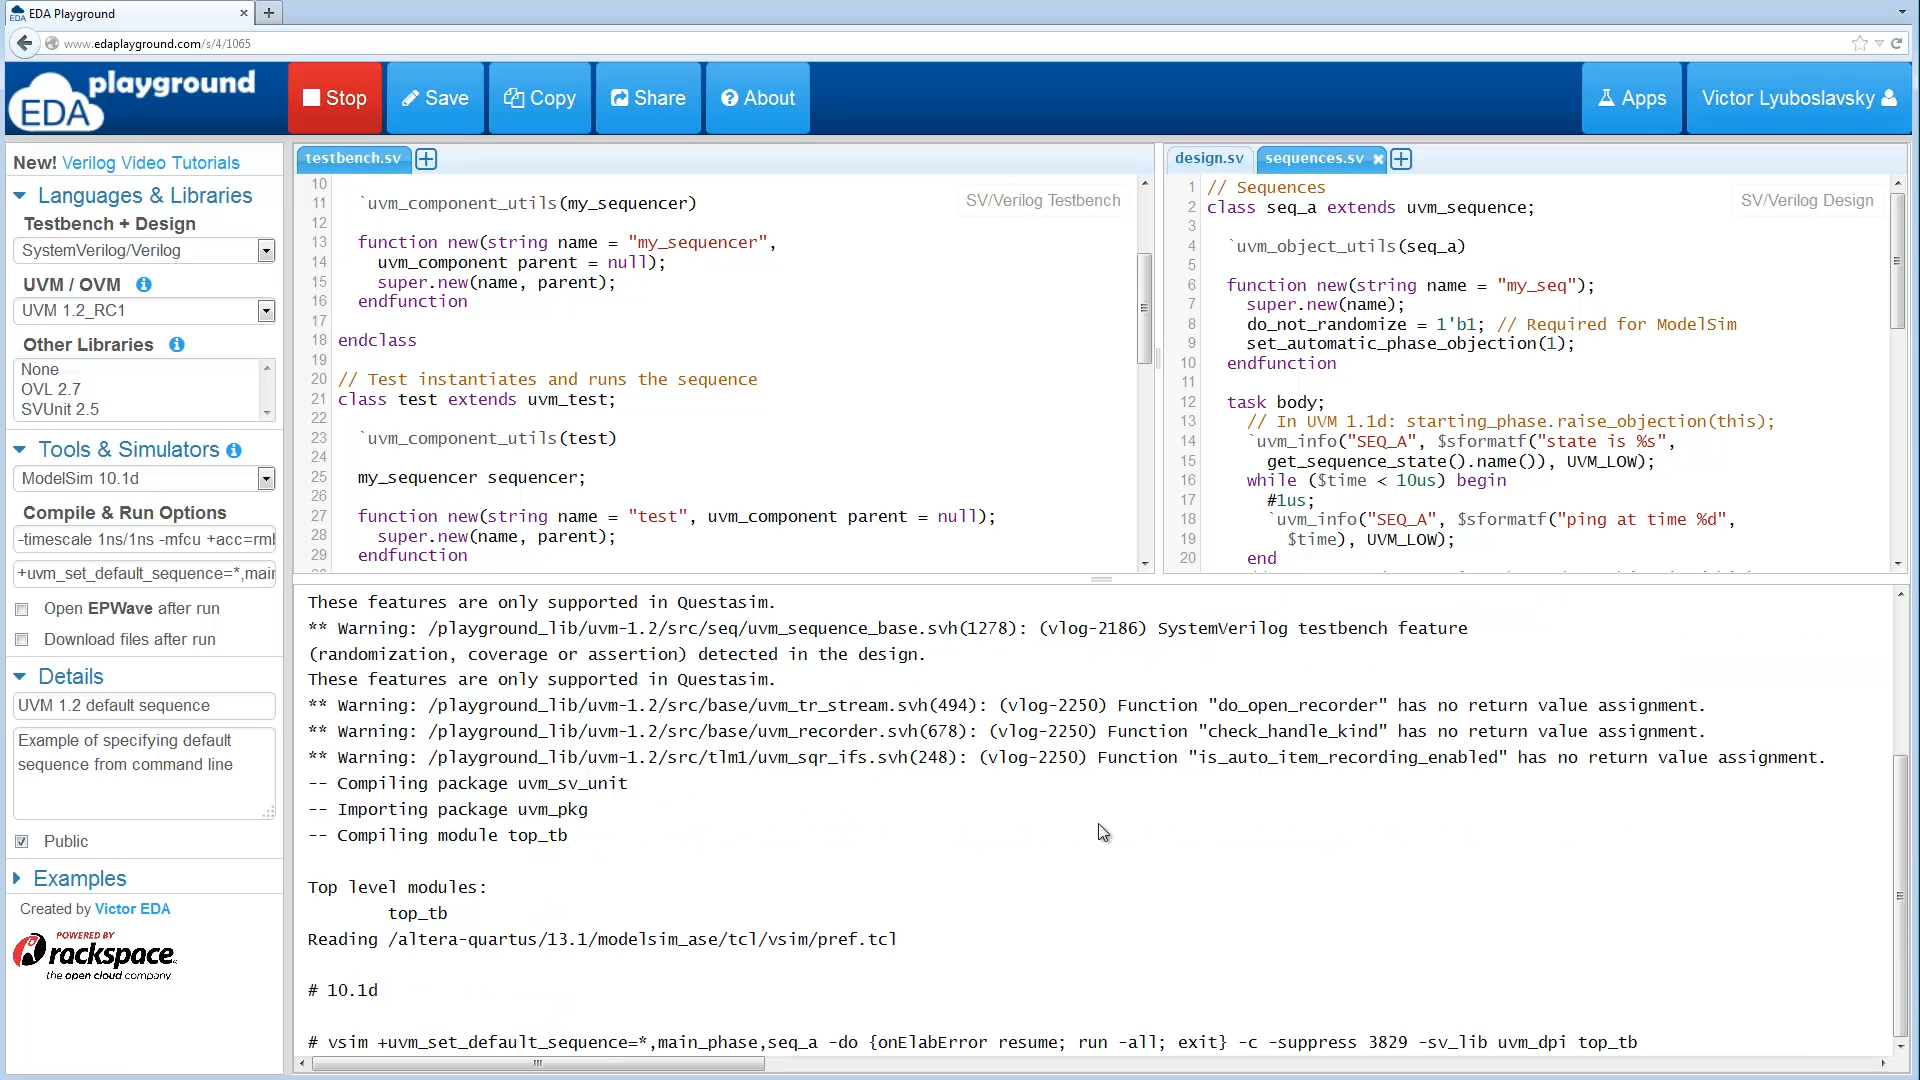 EDA Playground
www.edaplayground.com/s/4/1065
EDA playground
Stop
Save
Copy
Share
About
Apps
Victor Lyuboslavsky
New! Verilog Video Tutorials
Languages & Libraries
Testbench + Design
SystemVerilog/Verilog
UVM / OVM
UVM 1.2_RC1
Other Libraries
None
OVL 2.7
SVUnit 2.5
Tools & Simulators
ModelSim 10.1d
Compile & Run Options
-timescale 1ns/1ns -mfcu +acc=rml
+uvm_set_default_sequence=*,mair
Open EPWave after run
Download files after run
Details
UVM 1.2 default sequence
Example of specifying default
sequence from command line
Public
Examples
Created by Victor EDA
POWERED BY
rackspace.
the open cloud company
testbench.sv
SV/Verilog Testbench
10
11 `uvm_component_utils(my_sequencer)
12
13 function new(string name = "my_sequencer",
14 uvm_component parent = null);
15 super.new(name, parent);
16 endfunction
17
18 endclass
19
20 // Test instantiates and runs the sequence
21 class test extends uvm_test;
22
23 `uvm_component_utils(test)
24
25 my_sequencer sequencer;
26
27 function new(string name = "test", uvm_component parent = null);
28 super.new(name, parent);
29 endfunction
design.sv
sequences.sv
SV/Verilog Design
1 // Sequences
2 class seq_a extends uvm_sequence;
3
4 `uvm_object_utils(seq_a)
5
6 function new(string name = "my_seq");
7 super.new(name);
8 do_not_randomize = 1'b1; // Required for ModelSim
9 set_automatic_phase_objection(1);
10 endfunction
11
12 task body;
13 // In UVM 1.1d: starting_phase.raise_objection(this);
14 `uvm_info("SEQ_A", $sformatf("state is %s",
15 get_sequence_state().name()), UVM_LOW);
16 while ($time < 10us) begin
17 #1us;
18 `uvm_info("SEQ_A", $sformatf("ping at time %d",
19 $time), UVM_LOW);
20 end
These features are only supported in Questasim.
** Warning: /playground_lib/uvm-1.2/src/seq/uvm_sequence_base.svh(1278): (vlog-2186) SystemVerilog testbench feature
(randomization, coverage or assertion) detected in the design.
These features are only supported in Questasim.
** Warning: /playground_lib/uvm-1.2/src/base/uvm_tr_stream.svh(494): (vlog-2250) Function "do_open_recorder" has no return value assignment.
** Warning: /playground_lib/uvm-1.2/src/base/uvm_recorder.svh(678): (vlog-2250) Function "check_handle_kind" has no return value assignment.
** Warning: /playground_lib/uvm-1.2/src/tlm1/uvm_sqr_ifs.svh(248): (vlog-2250) Function "is_auto_item_recording_enabled" has no return value assignment.
-- Compiling package uvm_sv_unit
-- Importing package uvm_pkg
-- Compiling module top_tb
Top level modules:
top_tb
Reading /altera-quartus/13.1/modelsim_ase/tcl/vsim/pref.tcl
# 10.1d
# vsim +uvm_set_default_sequence=*,main_phase,seq_a -do {onElabError resume; run -all; exit} -c -suppress 3829 -sv_lib uvm_dpi top_tb